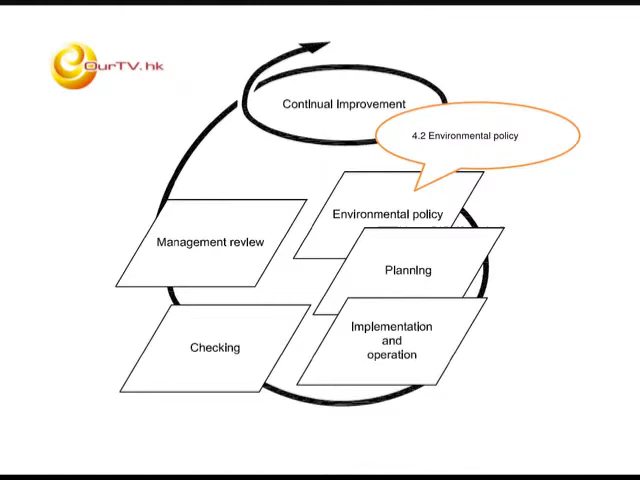 OurTV.hk
Continual Improvement
4.2 Environmental policy
Environmental policy
Management review
Planning
Implementation
and
operation
Checking